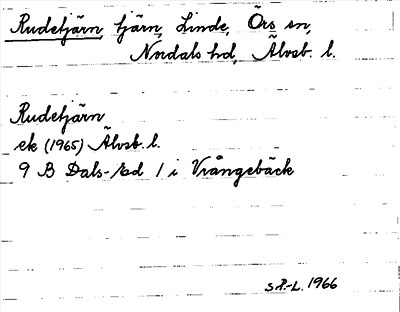 Rudetjärn, tjärn, Linde, Örs sn,
Nordals hd, Älvsb. l.
Rudetjärn
ek (1965) Älvsb. l.
9 B Dals-Ed 1 i Vrångebäck
S.P-L. 1966